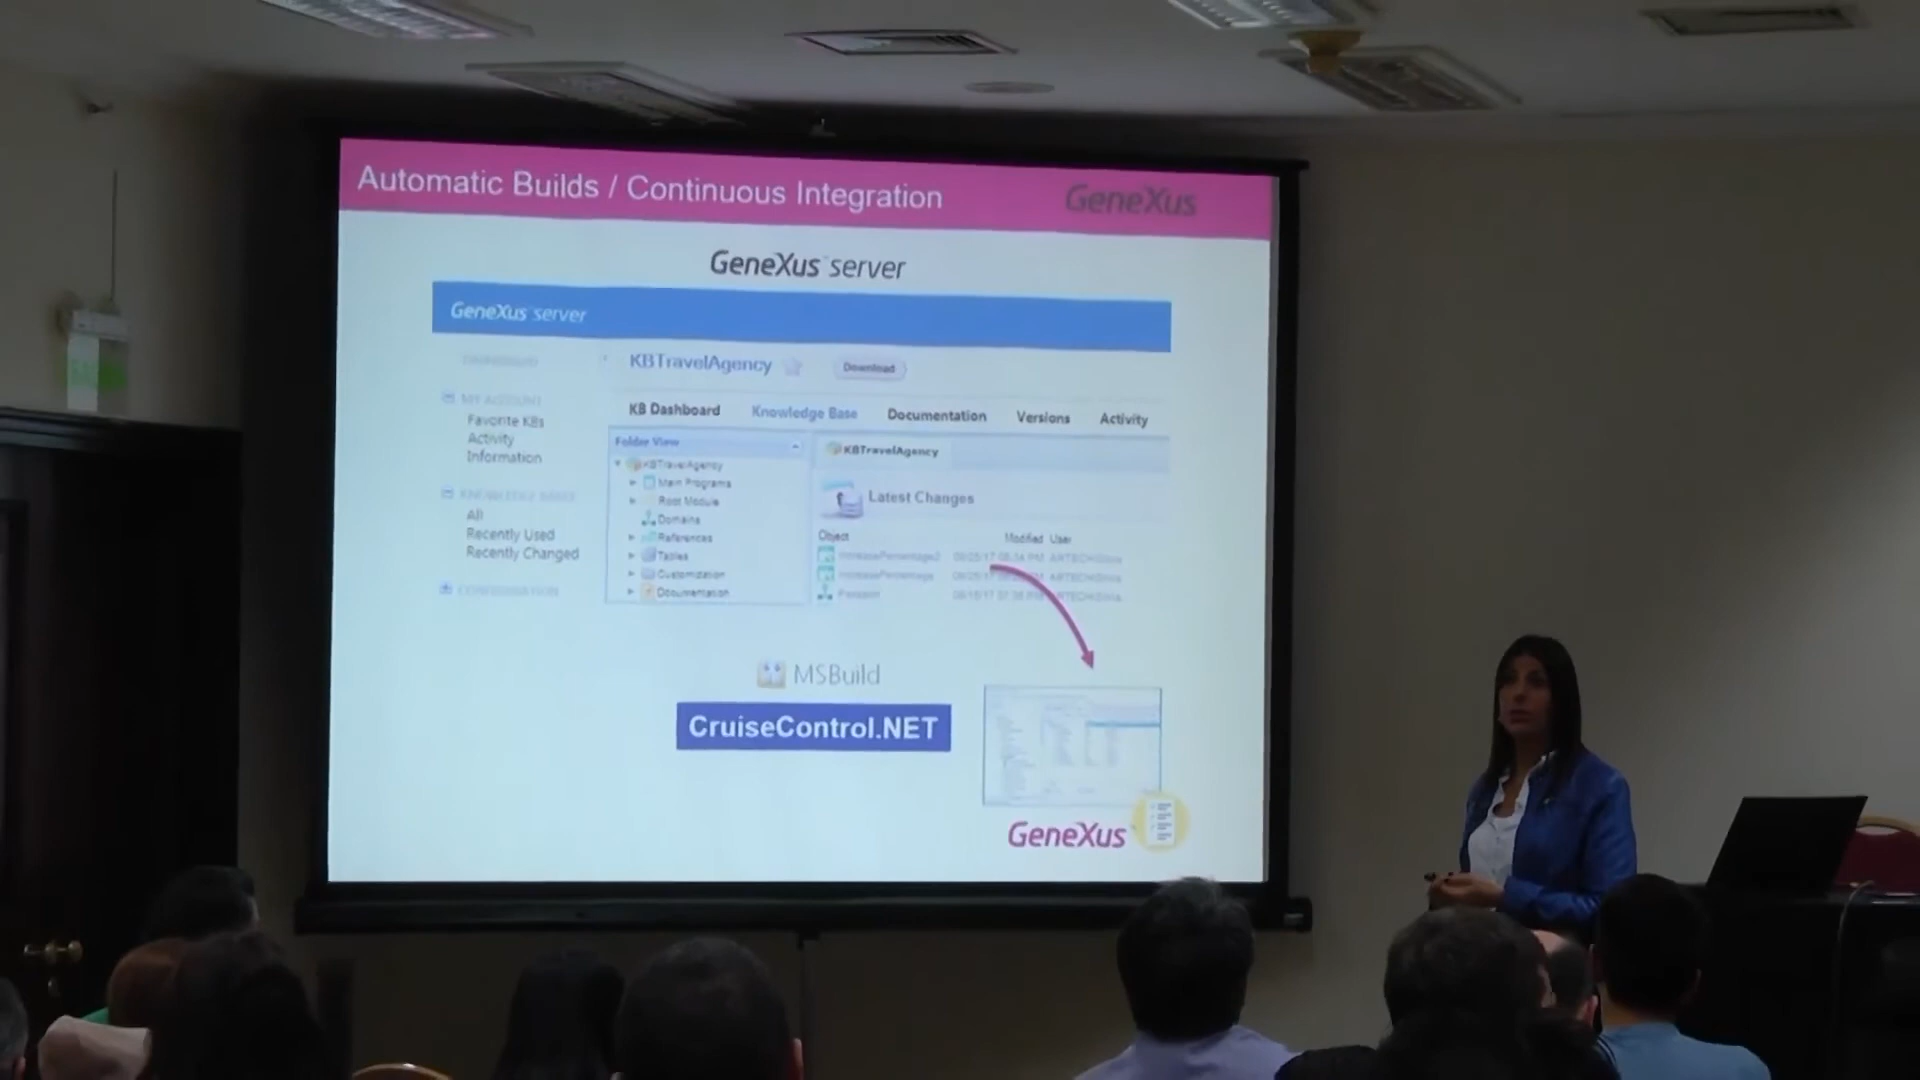 Automatic Builds / Continuous Integration
GeneXus
GeneXus server
GeneXus server
KBTravelAgency
Download
MY ACCOUNT
Favorite KBs
Activity
Information
KB Dashboard
Knowledge Base
Documentation
Versions
Activity
Folder View
KBTravelAgency
KBTravelAgency
Main Programs
Root Module
Domains
References
Tables
Customization
Documentation
Latest Changes
Object
Modified
User
All
Recently Used
Recently Changed
MSBuild
CruiseControl.NET
GeneXus